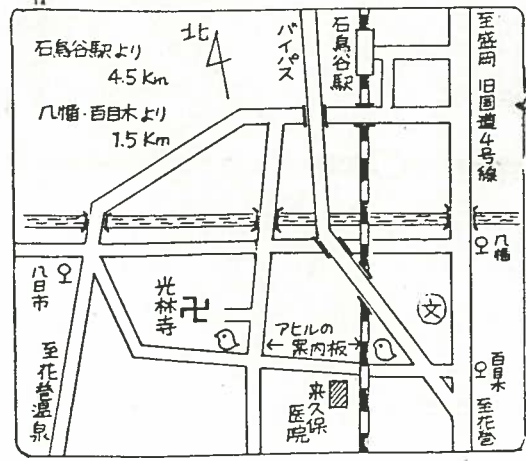 石鳥谷駅より
4.5 Km
八幡・百目木より
1.5 Km
北
バイパス
石鳥谷駅
至盛岡
旧国道4号線
八幡
八日市
光林寺
卍
アヒルの
案内板
文
百目木
至花巻
至花巻温泉
来久保
医院